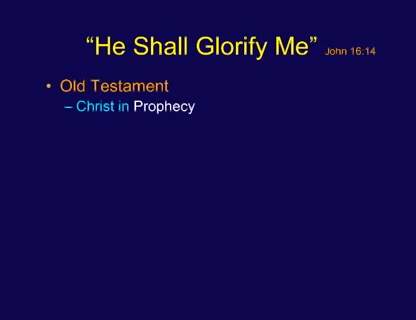 “He Shall Glorify Me” John 16:14
• Old Testament
– Christ in Prophecy